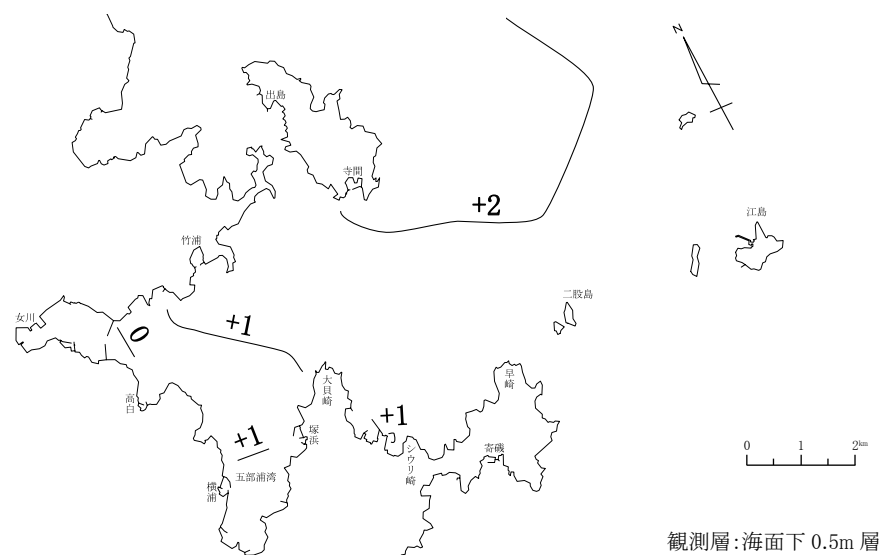 N
出島
寺間
+2
江島
竹浦
二股島
女川
0
+1
大貝崎
早崎
高白
+1
+1
塚浜
シウリ崎
寄磯
五部浦湾
横浦
0 1 2km
観測層:海面下 0.5m 層